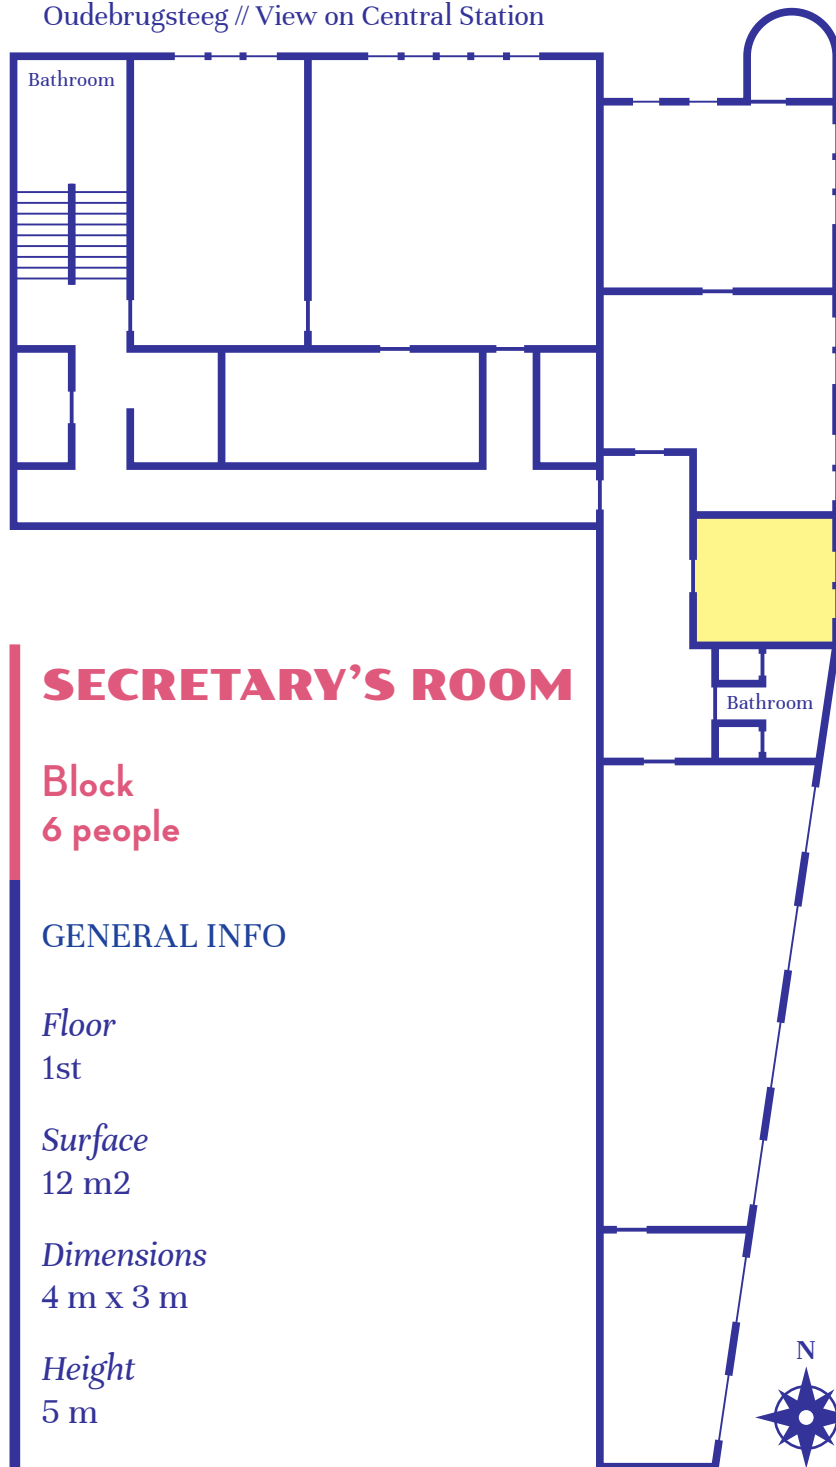 Oudebrugsteeg // View on Central Station
Bathroom
SECRETARY’S ROOM
Bathroom
Block
6 people
GENERAL INFO
Floor
1st
Surface
12 m2
Dimensions
4 m x 3 m
Height
5 m
N